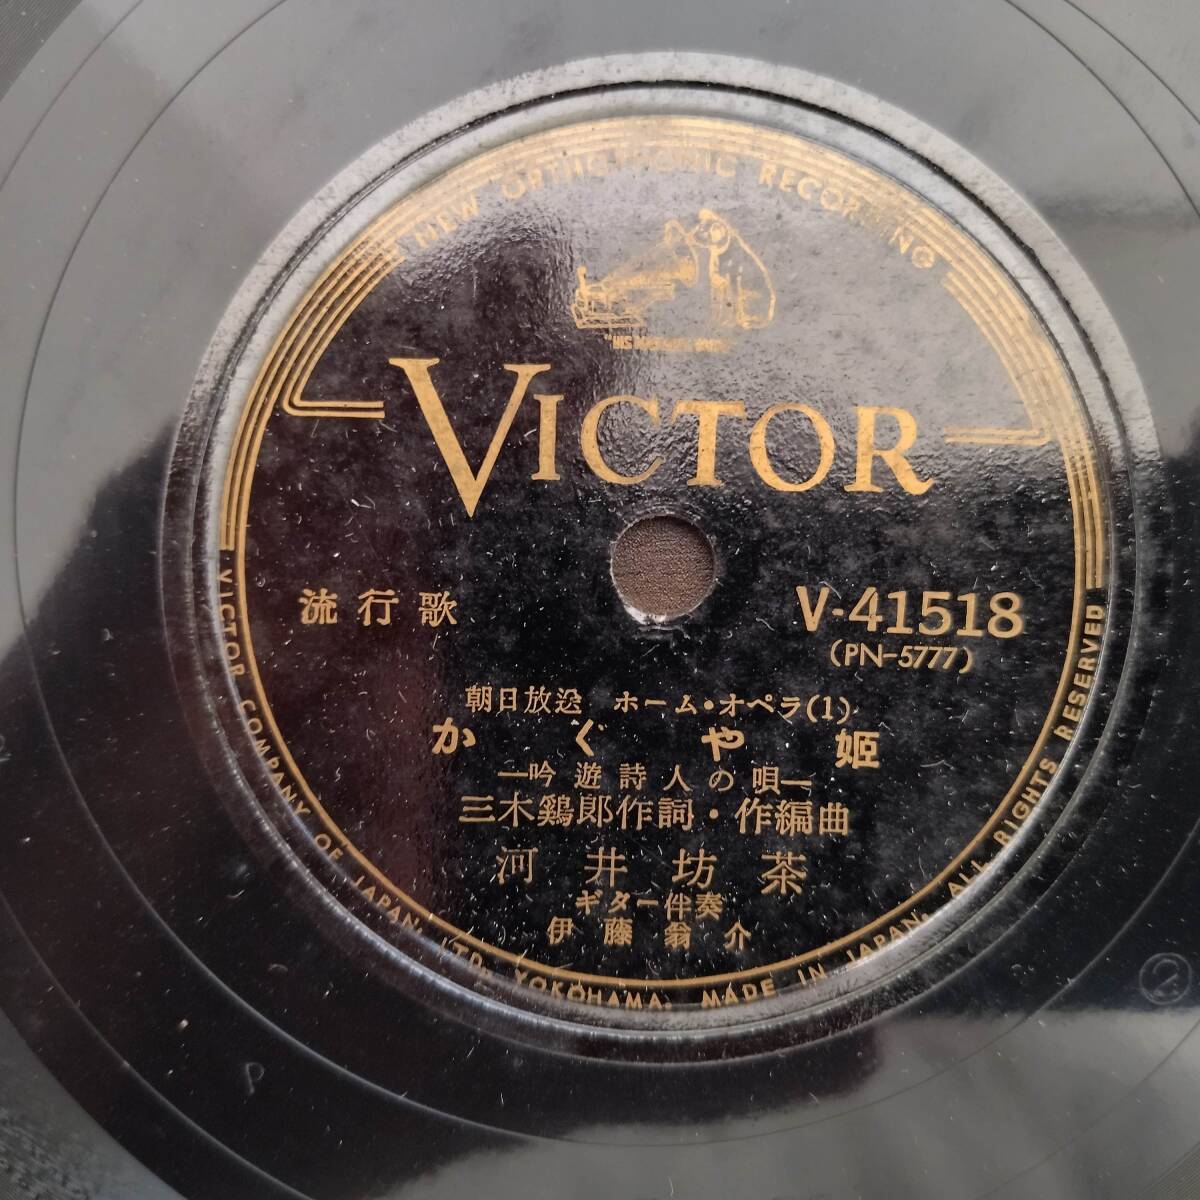 NEW ORTHOPHONIC RECORDING
"HIS MASTER'S VOICE"
VICTOR
流行歌
V-41518
(PN-5777)
朝日放送 ホーム・オペラ(1)
かぐや姫
—吟遊詩人の唄—
三木鶏郎作詞・作編曲
河井坊茶
ギター伴奏
伊藤翁介
VICTOR COMPANY OF JAPAN, LTD, YOKOHAMA, MADE IN JAPAN, ALL RIGHTS RESERVED
②